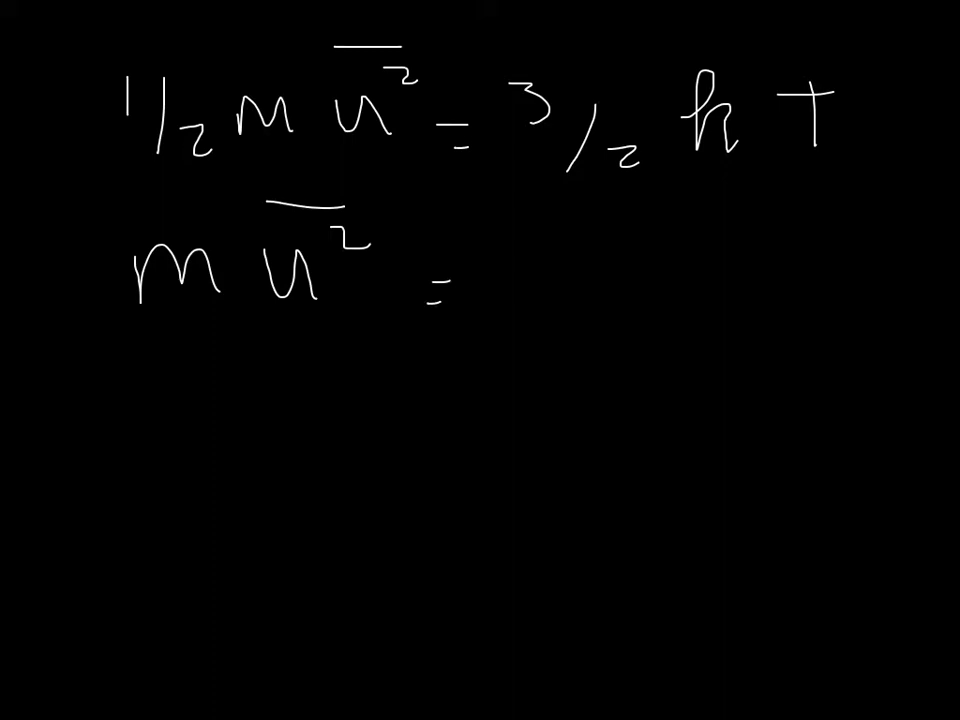 1/2 m u̅² = 3/2 k T
m u̅² =